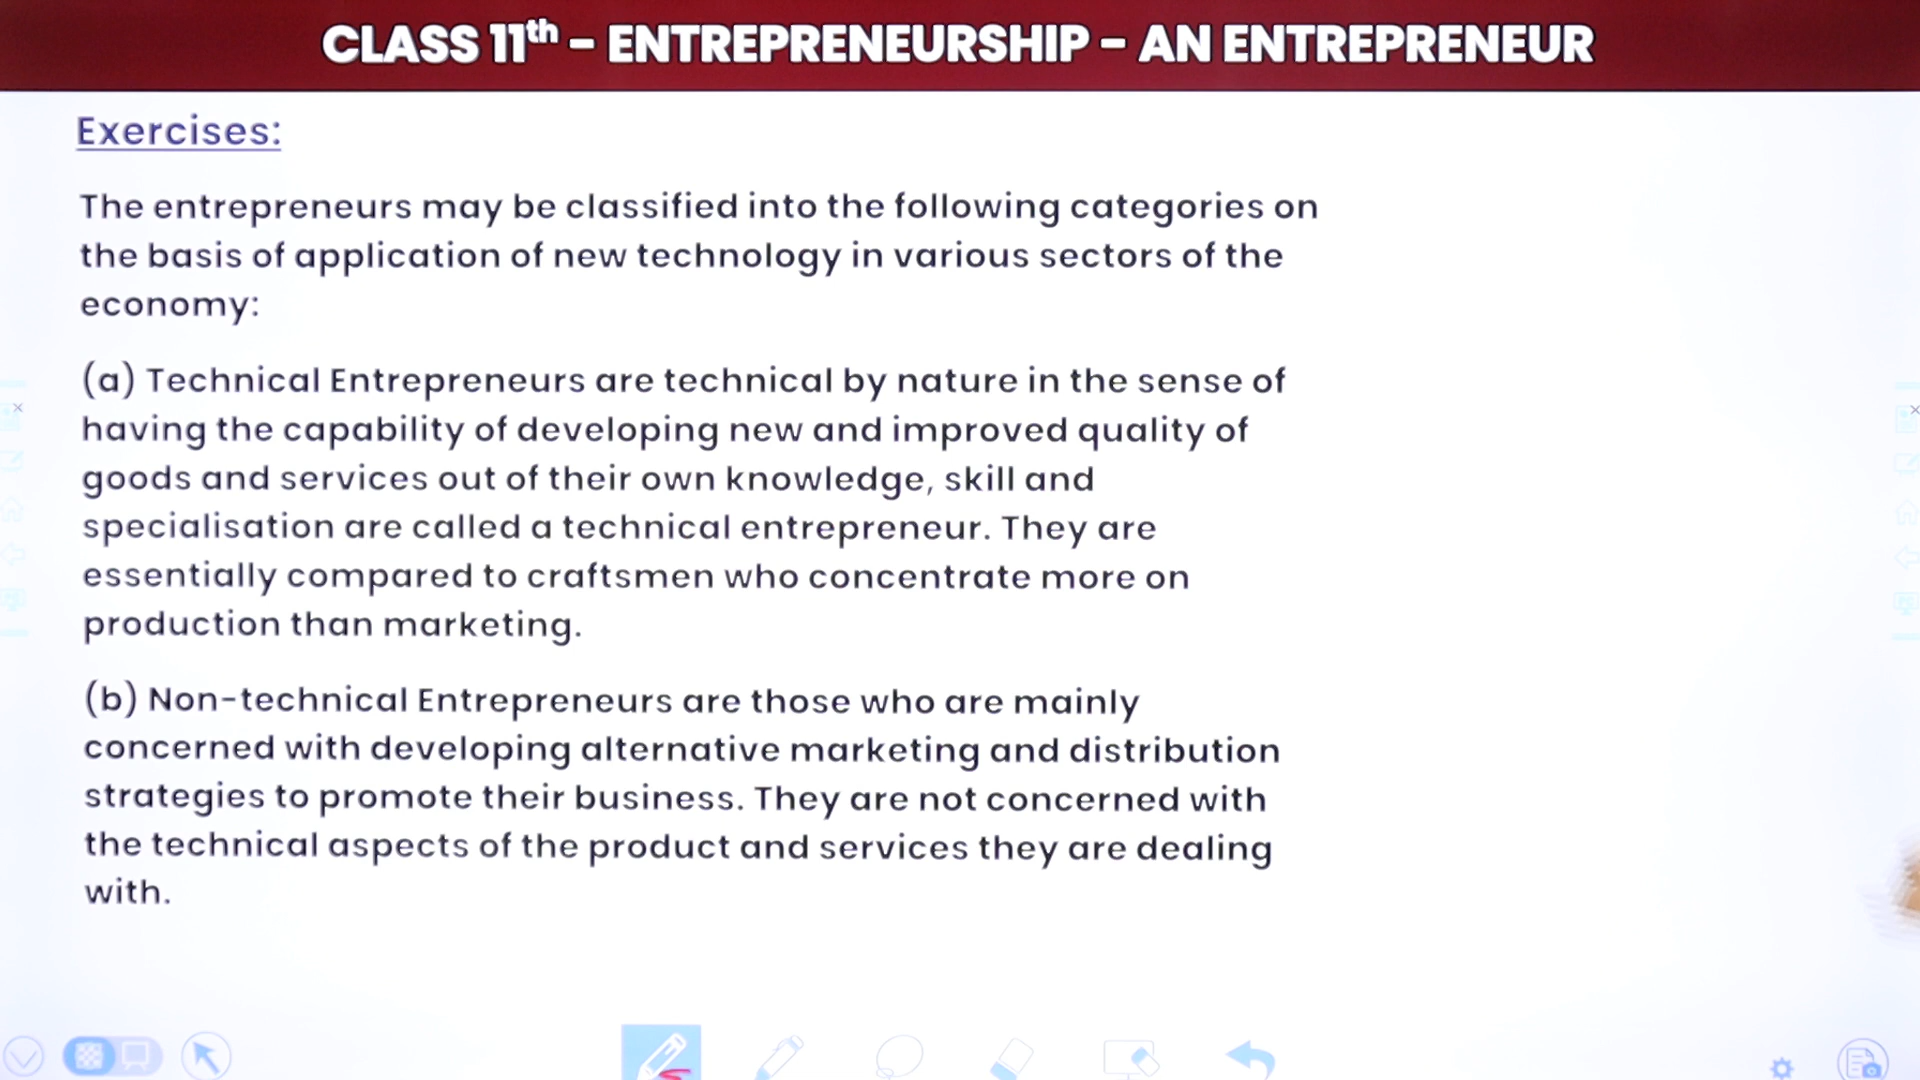 CLASS 11th – ENTREPRENEURSHIP – AN ENTREPRENEUR
Exercises:
The entrepreneurs may be classified into the following categories on
the basis of application of new technology in various sectors of the
economy:
(a) Technical Entrepreneurs are technical by nature in the sense of
having the capability of developing new and improved quality of
goods and services out of their own knowledge, skill and
specialisation are called a technical entrepreneur. They are
essentially compared to craftsmen who concentrate more on
production than marketing.
(b) Non-technical Entrepreneurs are those who are mainly
concerned with developing alternative marketing and distribution
strategies to promote their business. They are not concerned with
the technical aspects of the product and services they are dealing
with.